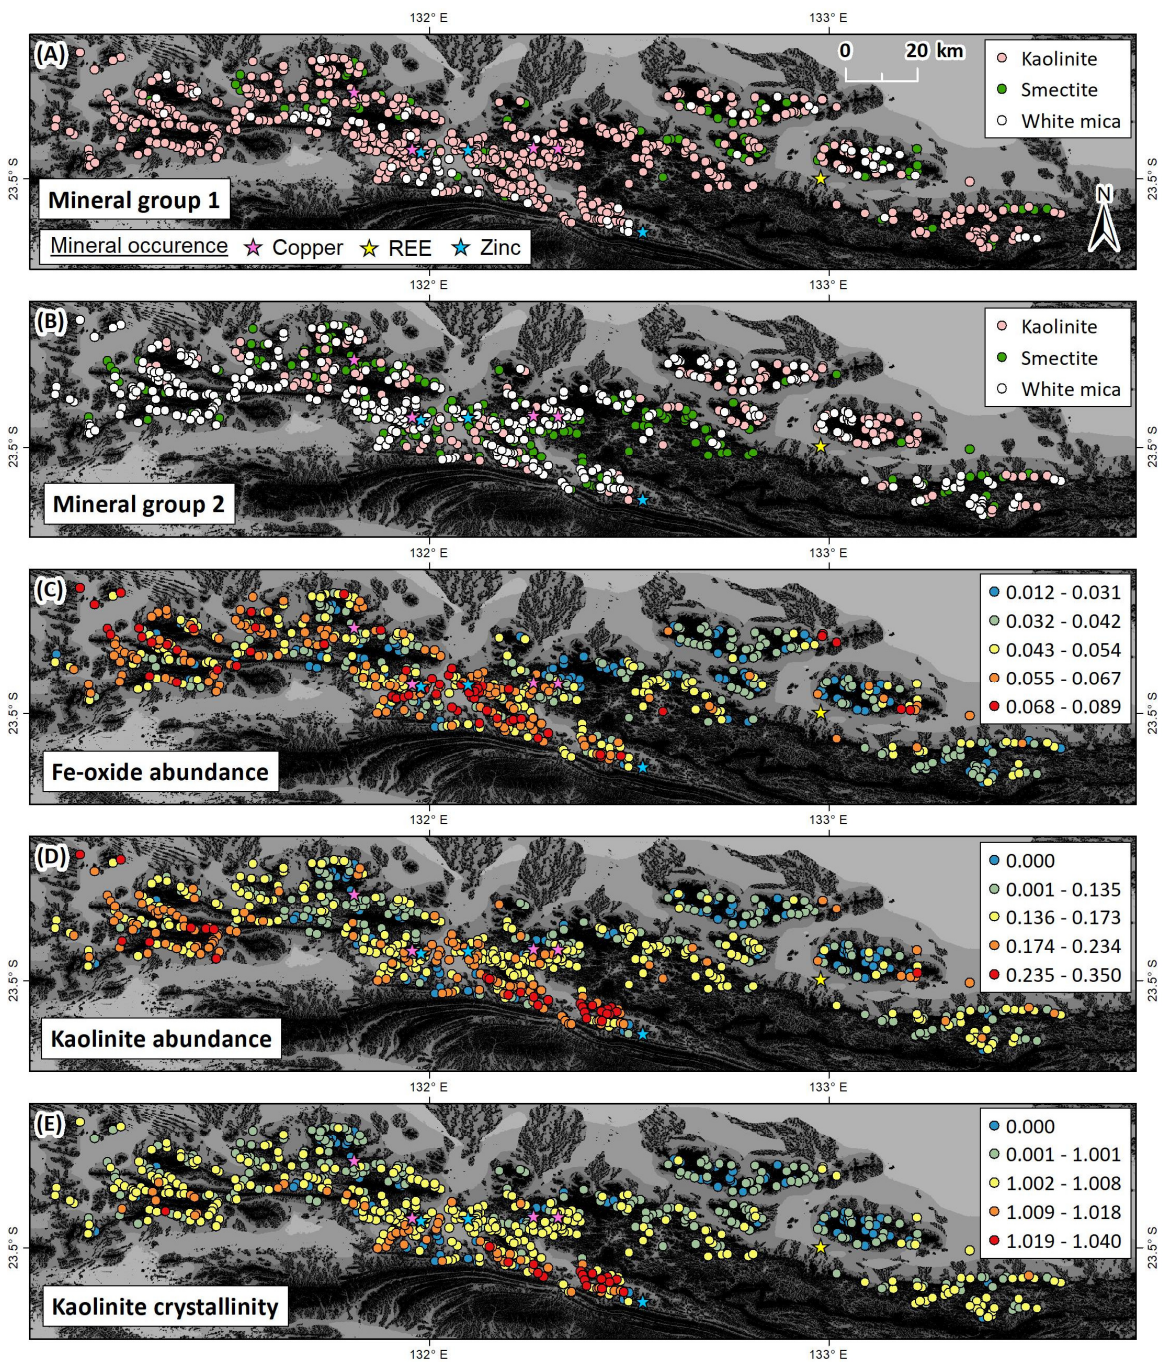 132° E
133° E
(A)
0 20 km
Kaolinite
Smectite
White mica
23.5° S
23.5° S
Mineral group 1
N
Mineral occurence
Copper
REE
Zinc
132° E
133° E
(B)
Kaolinite
Smectite
White mica
23.5° S
23.5° S
Mineral group 2
132° E
133° E
(C)
0.012 - 0.031
0.032 - 0.042
0.043 - 0.054
0.055 - 0.067
0.068 - 0.089
23.5° S
23.5° S
Fe-oxide abundance
132° E
133° E
(D)
0.000
0.001 - 0.135
0.136 - 0.173
0.174 - 0.234
0.235 - 0.350
23.5° S
23.5° S
Kaolinite abundance
132° E
133° E
(E)
0.000
0.001 - 1.001
1.002 - 1.008
1.009 - 1.018
1.019 - 1.040
23.5° S
23.5° S
Kaolinite crystallinity
132° E
133° E